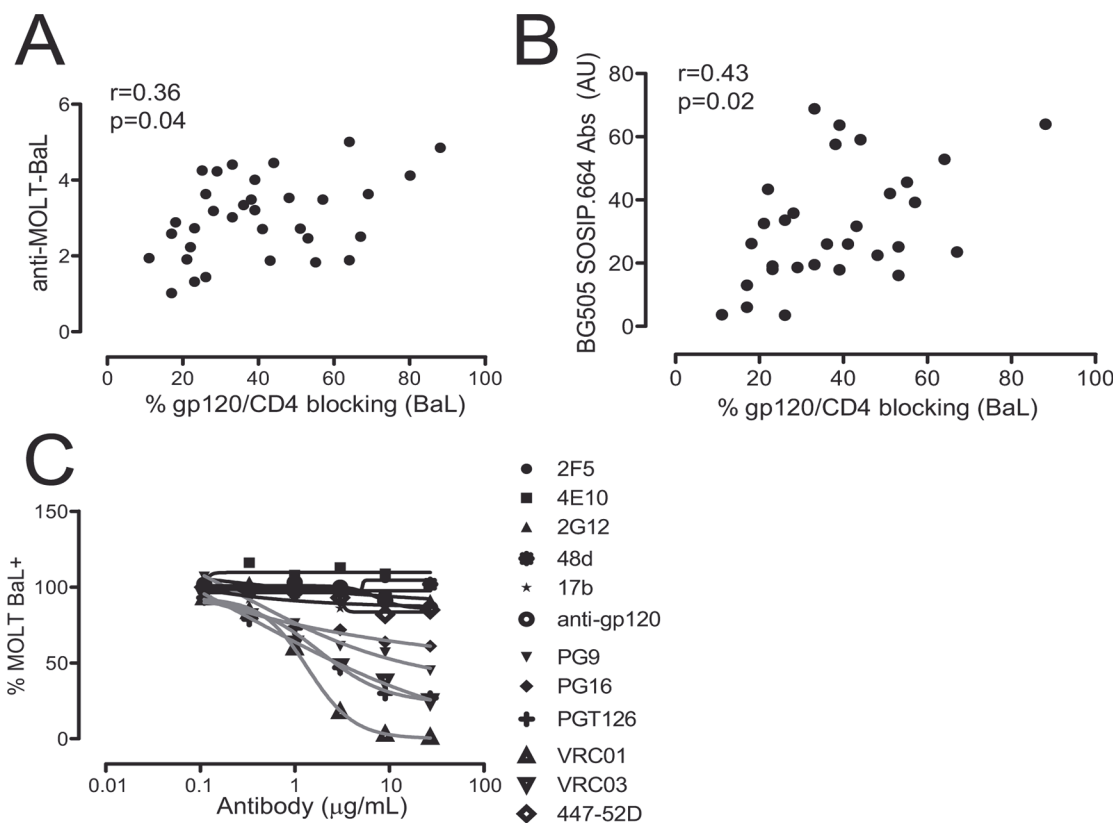 A
r=0.36
p=0.04
anti-MOLT-BaL
6
4
2
0
0 20 40 60 80 100
% gp120/CD4 blocking (BaL)
B
r=0.43
p=0.02
BG505 SOSIP.664 Abs (AU)
80
60
40
20
0
0 20 40 60 80 100
% gp120/CD4 blocking (BaL)
C
% MOLT BaL+
150
100
50
0
0.01 0.1 1 10 100
Antibody (μg/mL)
2F5
4E10
2G12
48d
17b
anti-gp120
PG9
PG16
PGT126
VRC01
VRC03
447-52D